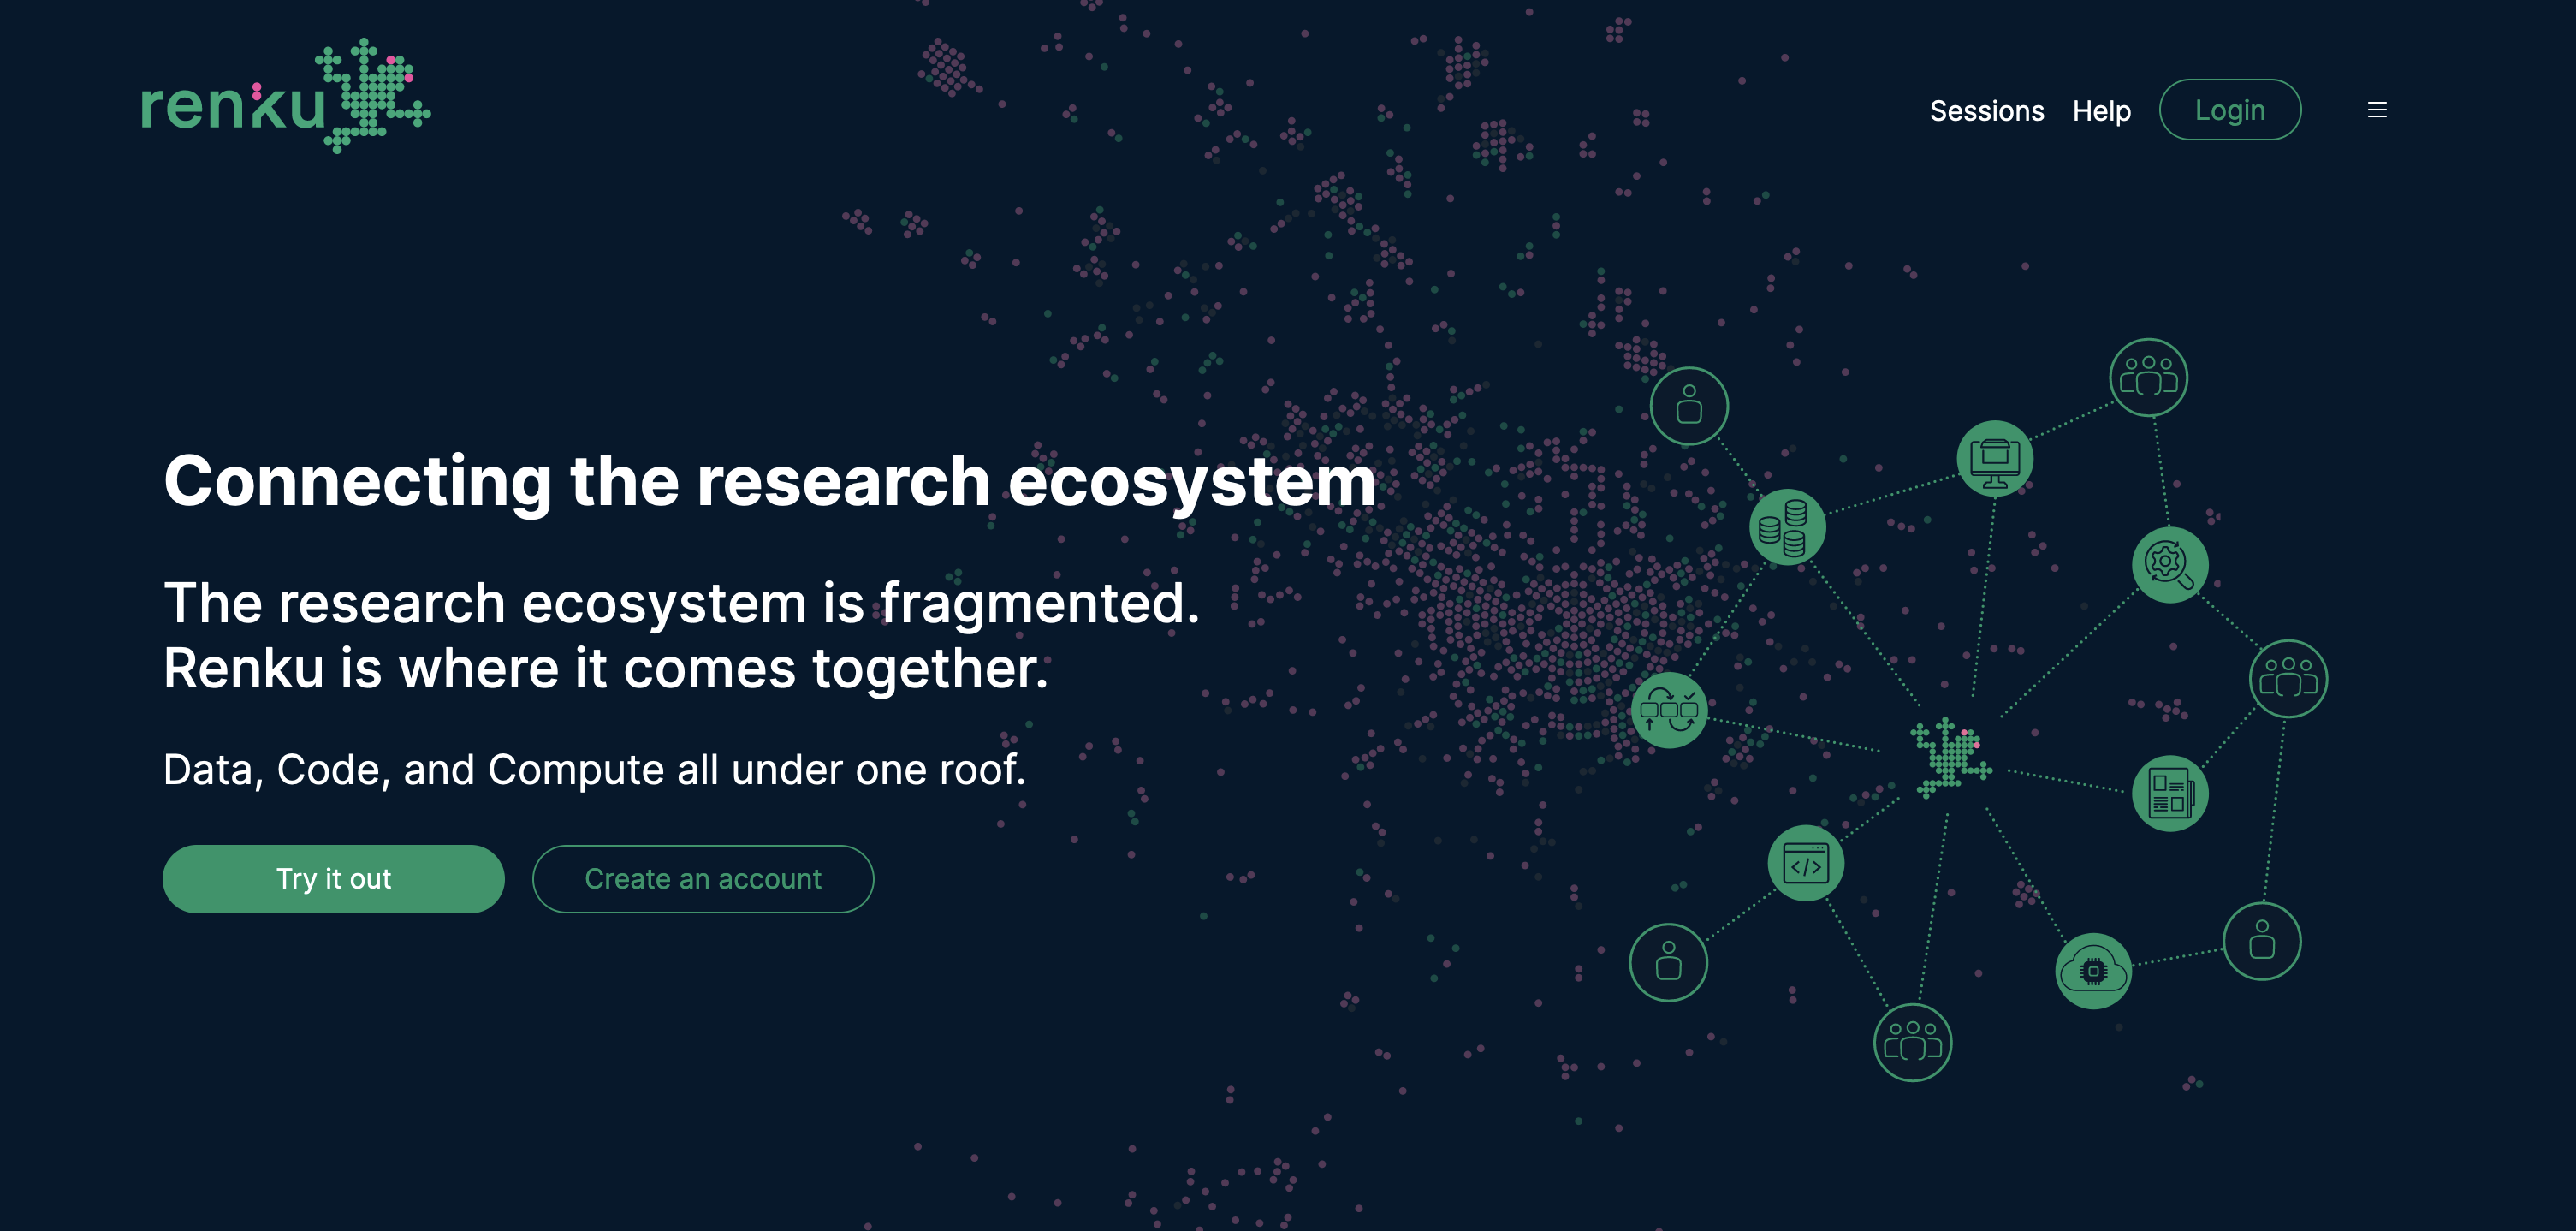 renku
Sessions Help Login
Connecting the research ecosystem
The research ecosystem is fragmented.
Renku is where it comes together.
Data, Code, and Compute all under one roof.
Try it out
Create an account